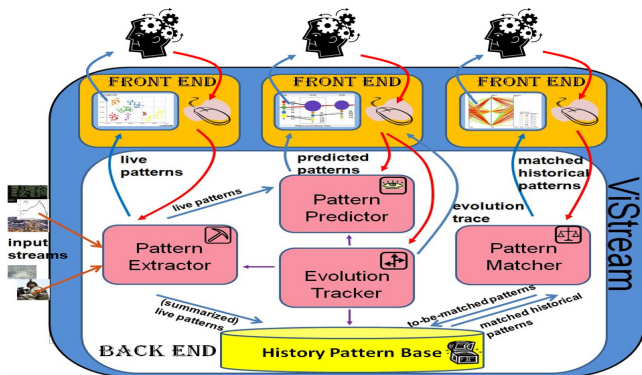 FRONT END
FRONT END
FRONT END
live
patterns
predicted
patterns
matched
historical
patterns
live patterns
Pattern
Predictor
evolution
trace
input
streams
Pattern
Extractor
Evolution
Tracker
Pattern
Matcher
ViStream
(summarized)
live patterns
to-be-matched patterns
matched historical
patterns
BACK END
History Pattern Base